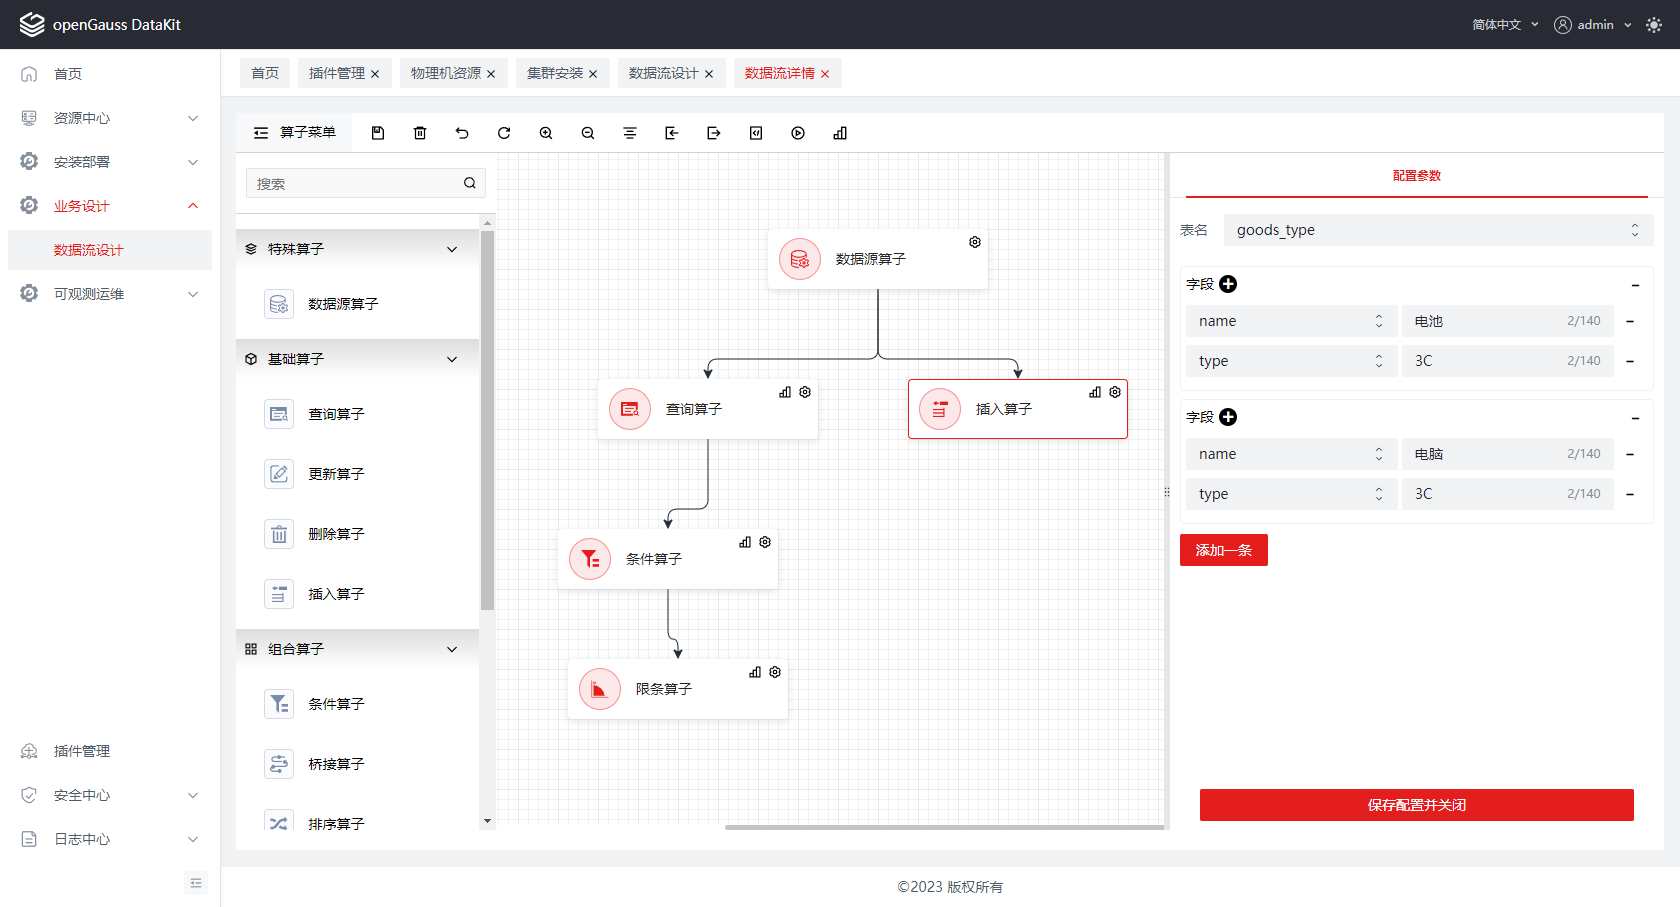 openGauss DataKit
简体中文
admin
首页
资源中心
安装部署
业务设计
数据流设计
可观测运维
插件管理
安全中心
日志中心
首页
插件管理
物理机资源
集群安装
数据流设计
数据流详情
算子菜单
搜索
特殊算子
数据源算子
基础算子
查询算子
更新算子
删除算子
插入算子
组合算子
条件算子
桥接算子
排序算子
数据源算子
查询算子
插入算子
条件算子
限条算子
配置参数
表名 goods_type
字段
name 电池 2/140
type 3C 2/140
字段
name 电脑 2/140
type 3C 2/140
添加一条
保存配置并关闭
©2023 版权所有